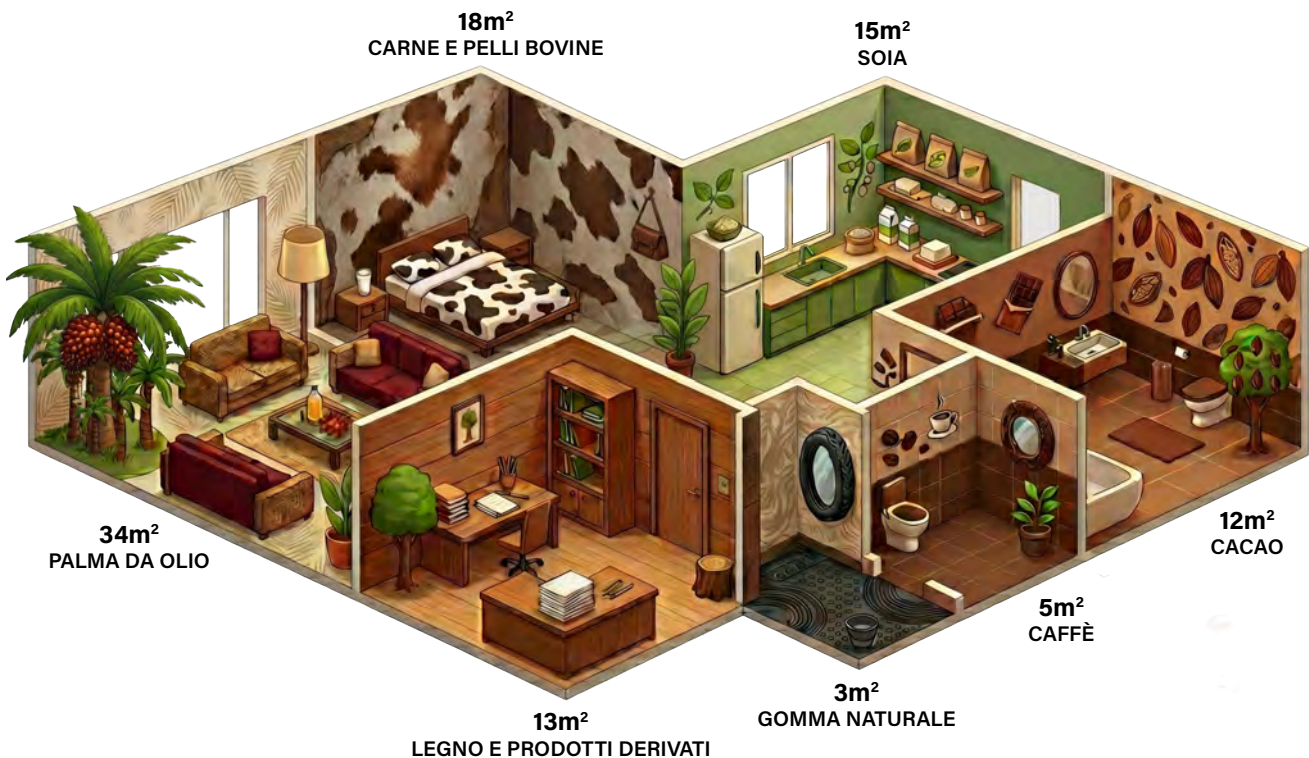 18m²
CARNE E PELLI BOVINE
15m²
SOIA
34m²
PALMA DA OLIO
12m²
CACAO
5m²
CAFFÈ
3m²
GOMMA NATURALE
13m²
LEGNO E PRODOTTI DERIVATI